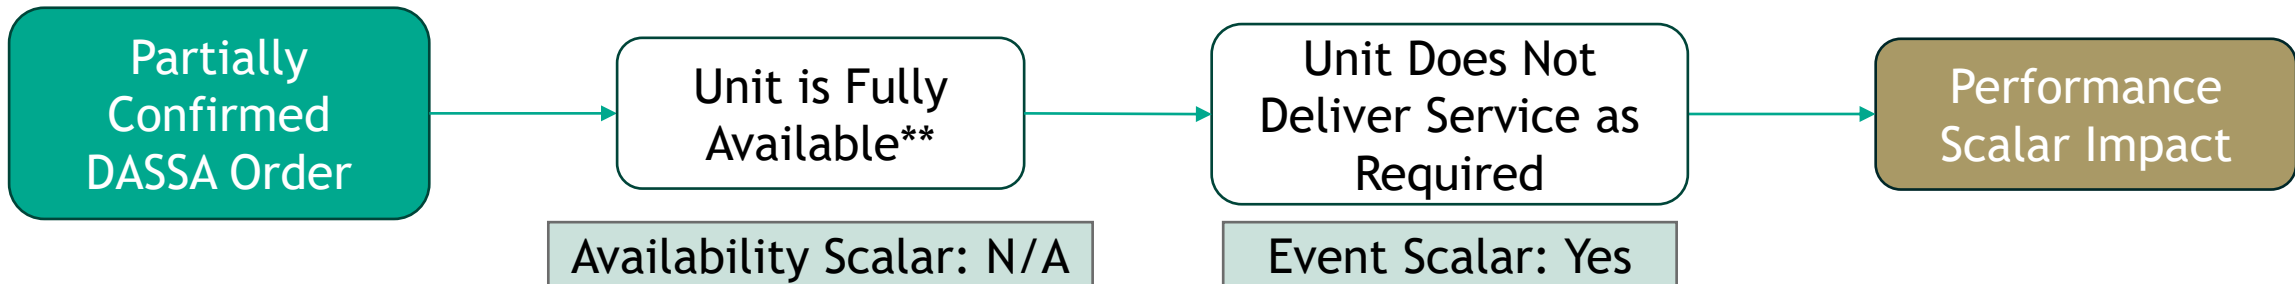 Partially
Confirmed
DASSA Order
Unit is Fully
Available**
Availability Scalar: N/A
Unit Does Not
Deliver Service as
Required
Event Scalar: Yes
Performance
Scalar Impact